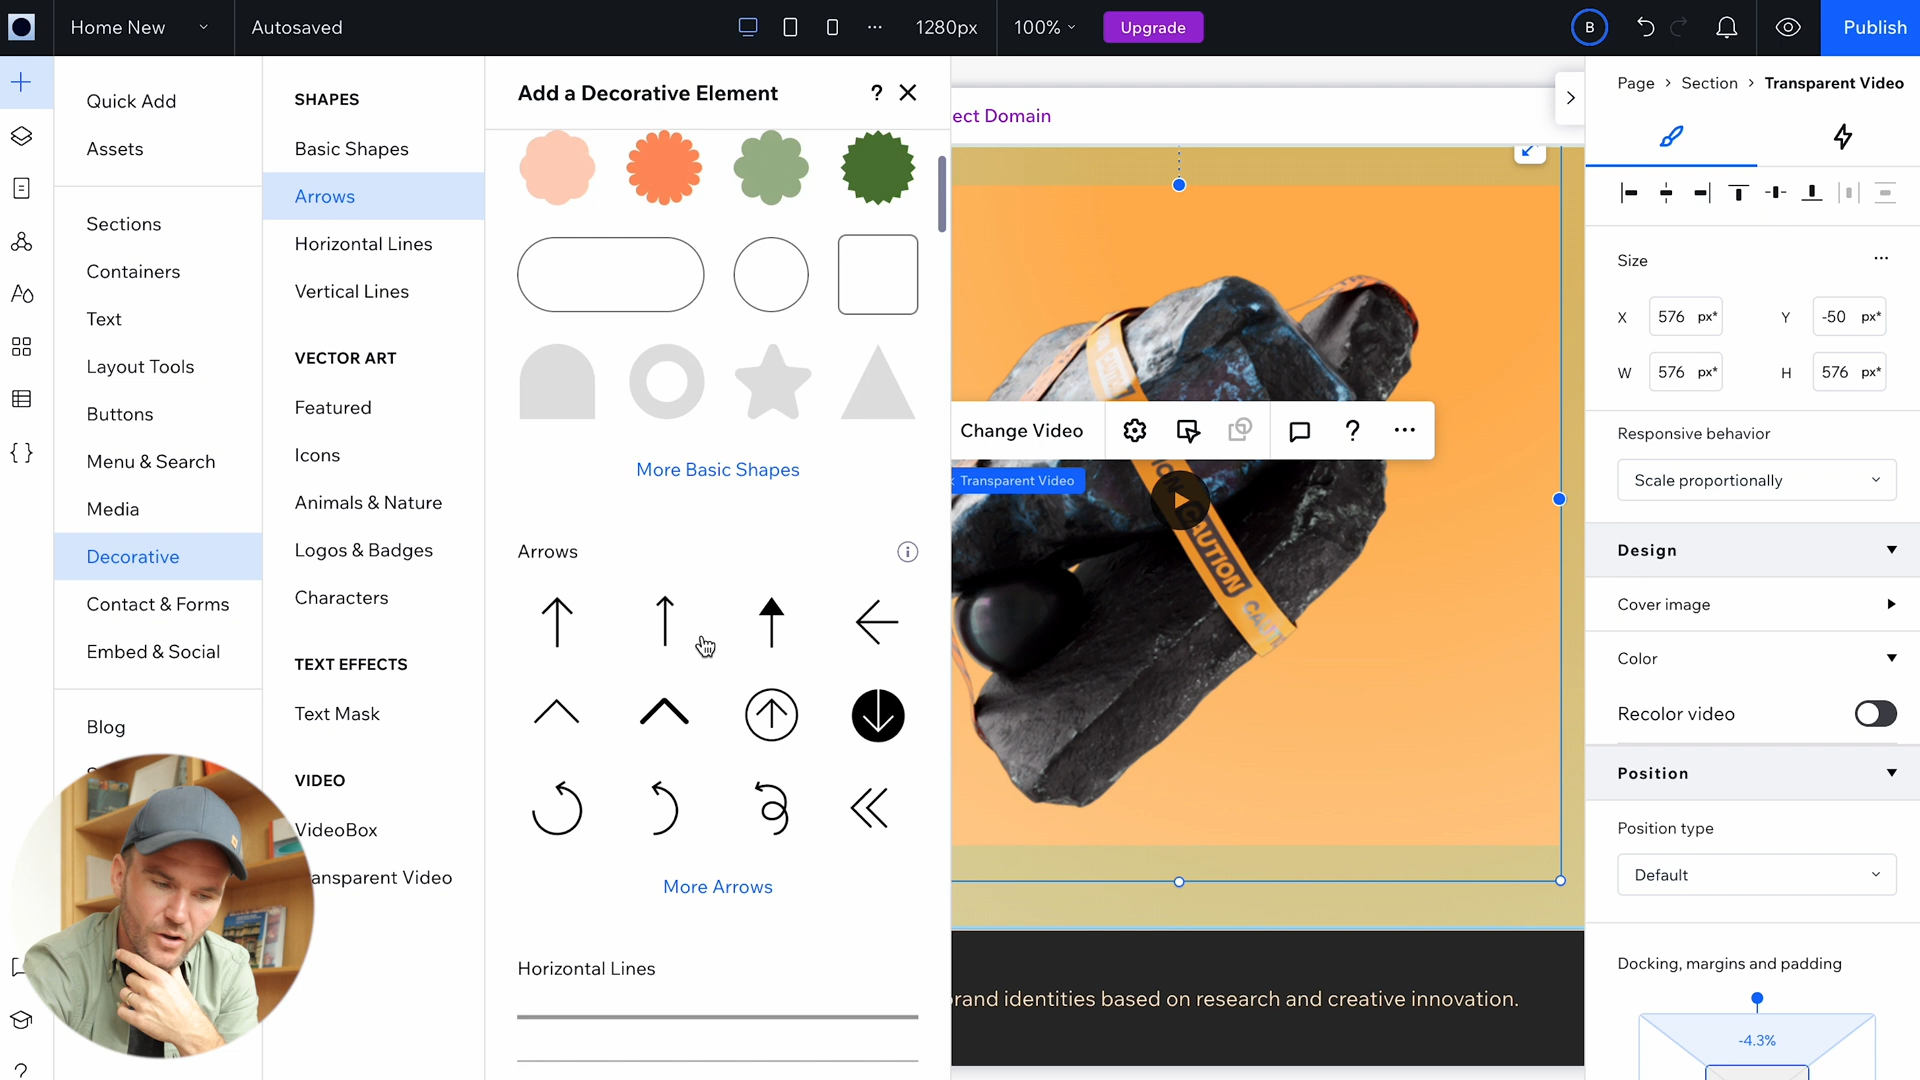 Home New
Autosaved
1280px
100%
Upgrade
B
Publish
Quick Add
Assets
Sections
Containers
Text
Layout Tools
Buttons
Menu & Search
Media
Decorative
Contact & Forms
Embed & Social
Blog
SHAPES
Basic Shapes
Arrows
Horizontal Lines
Vertical Lines
VECTOR ART
Featured
Icons
Animals & Nature
Logos & Badges
Characters
TEXT EFFECTS
Text Mask
VIDEO
VideoBox
ansparent Video
Add a Decorative Element
?
More Basic Shapes
Arrows
More Arrows
Horizontal Lines
ect Domain
Change Video
?
Transparent Video
CAUTION
brand identities based on research and creative innovation.
Page > Section > Transparent Video
Size
X 576 px* Y -50 px*
W 576 px* H 576 px*
Responsive behavior
Scale proportionally
Design
Cover image
Color
Recolor video
Position
Position type
Default
Docking, margins and padding
-4.3%